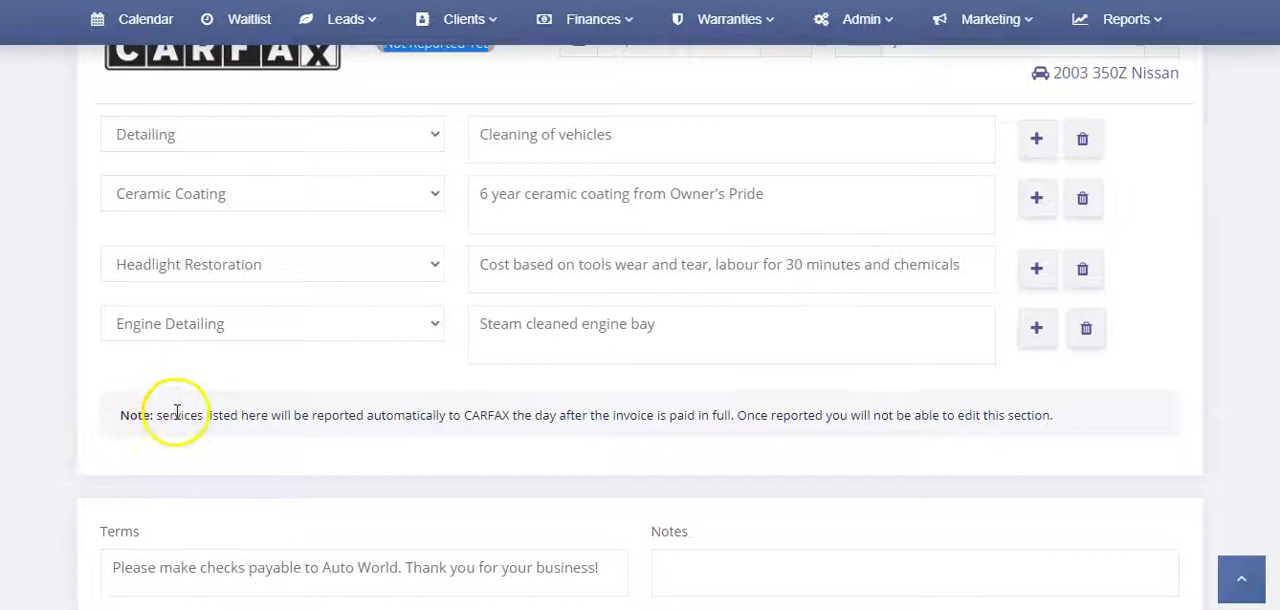 Calendar Waitlist Leads Clients Finances Warranties Admin Marketing Reports
CARFAX Not Reported Yet
2003 350Z Nissan
Detailing Cleaning of vehicles
Ceramic Coating 6 year ceramic coating from Owner's Pride
Headlight Restoration Cost based on tools wear and tear, labour for 30 minutes and chemicals
Engine Detailing Steam cleaned engine bay
Note: services listed here will be reported automatically to CARFAX the day after the invoice is paid in full. Once reported you will not be able to edit this section.
Terms Notes
Please make checks payable to Auto World. Thank you for your business!